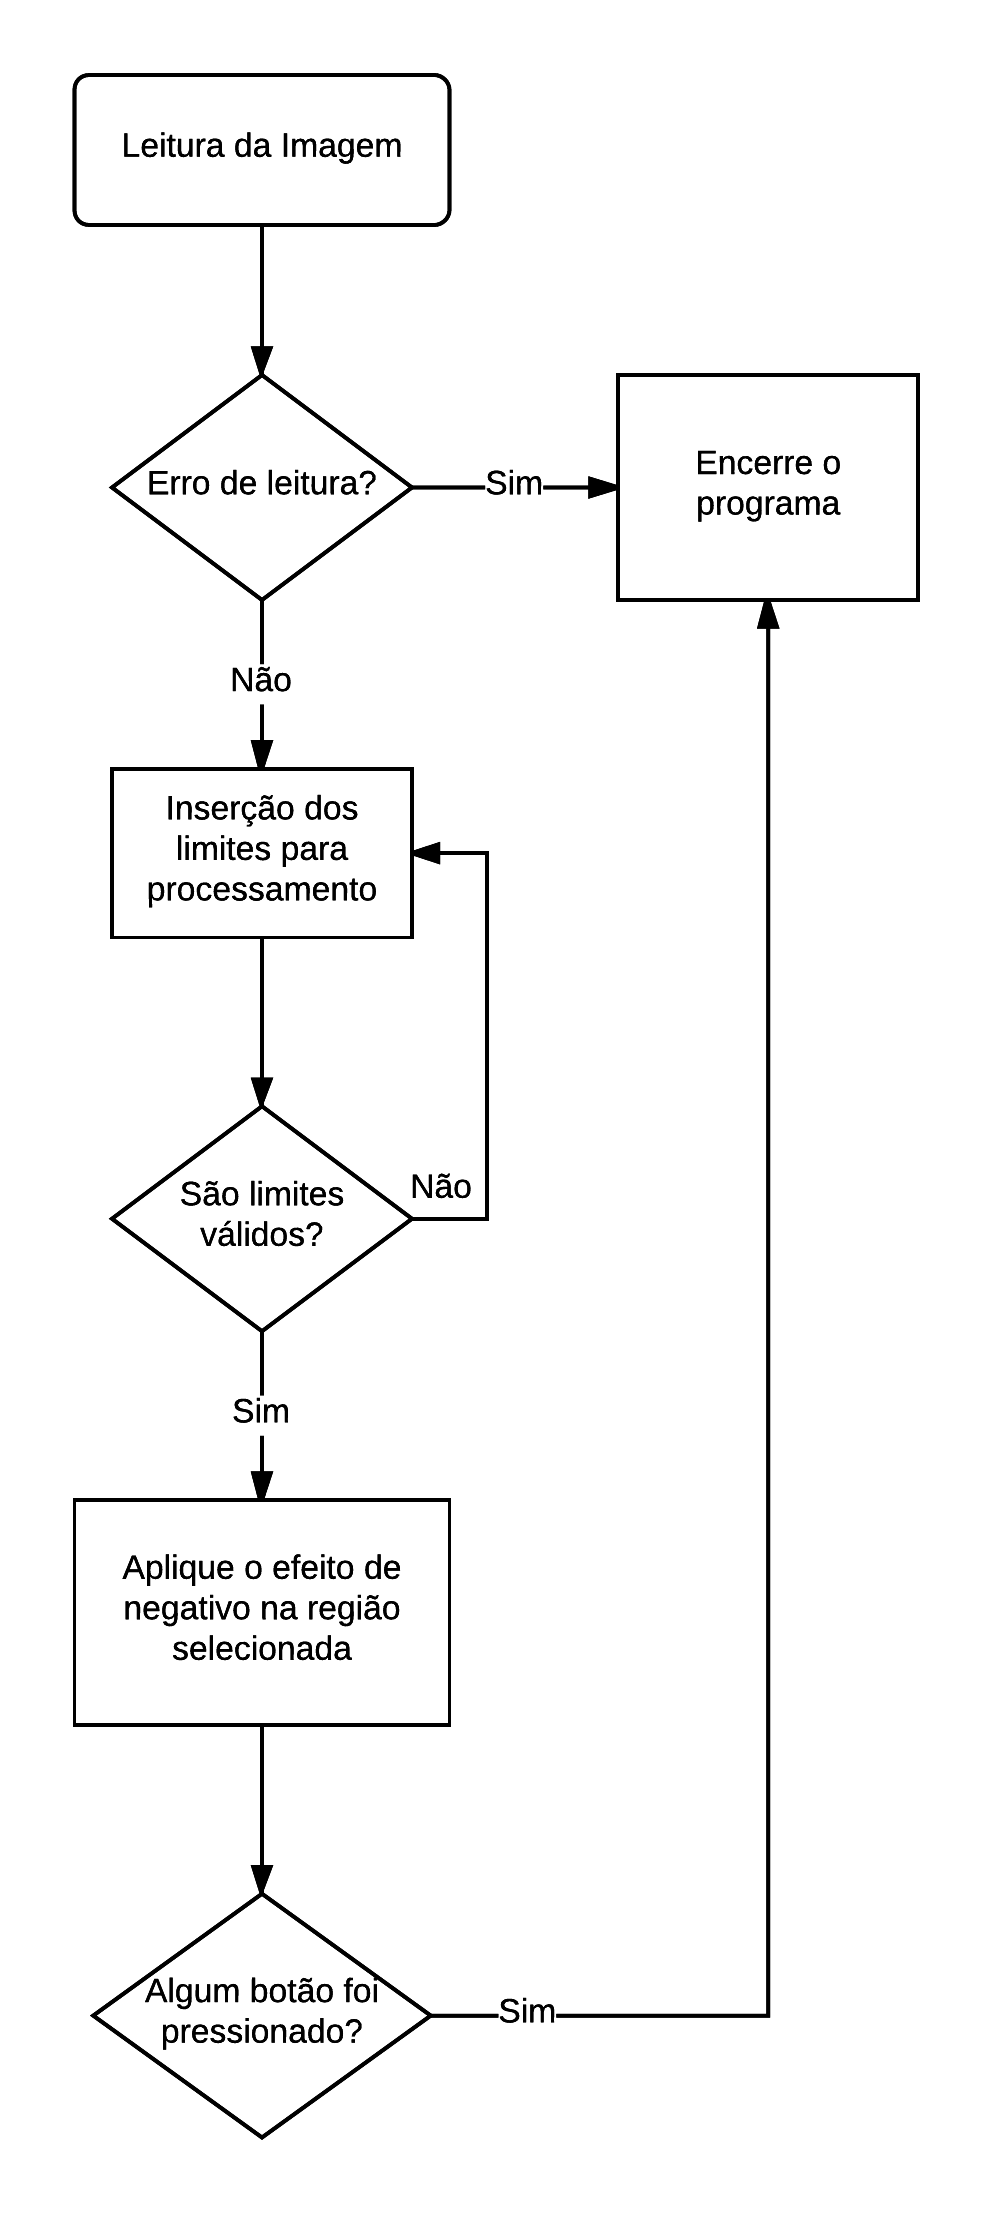 Leitura da Imagem
Erro de leitura?
Sim
Encerre o
programa
Não
Inserção dos
limites para
processamento
São limites
válidos?
Não
Sim
Aplique o efeito de
negativo na região
selecionada
Algum botão foi
pressionado?
Sim